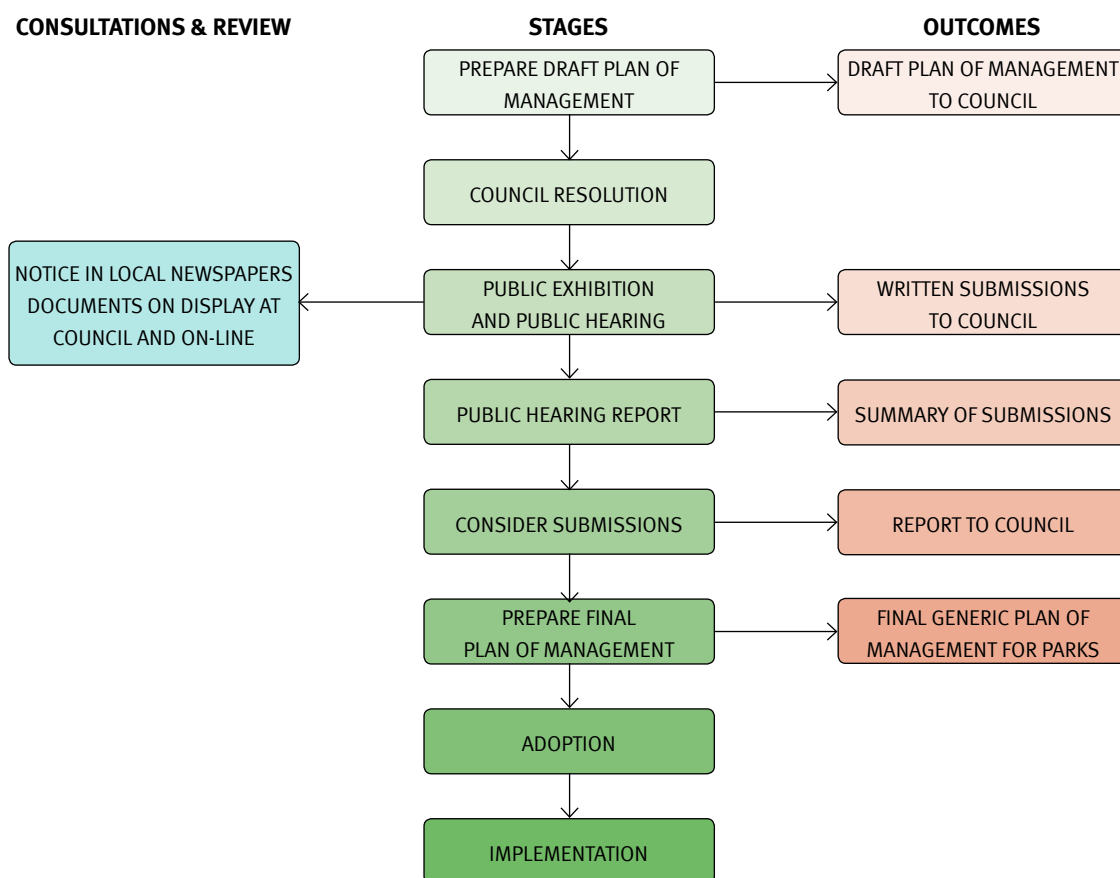 CONSULTATIONS & REVIEW
STAGES
OUTCOMES
PREPARE DRAFT PLAN OF
MANAGEMENT
DRAFT PLAN OF MANAGEMENT
TO COUNCIL
COUNCIL RESOLUTION
NOTICE IN LOCAL NEWSPAPERS
DOCUMENTS ON DISPLAY AT
COUNCIL AND ON-LINE
PUBLIC EXHIBITION
AND PUBLIC HEARING
WRITTEN SUBMISSIONS
TO COUNCIL
PUBLIC HEARING REPORT
SUMMARY OF SUBMISSIONS
CONSIDER SUBMISSIONS
REPORT TO COUNCIL
PREPARE FINAL
PLAN OF MANAGEMENT
FINAL GENERIC PLAN OF
MANAGEMENT FOR PARKS
ADOPTION
IMPLEMENTATION